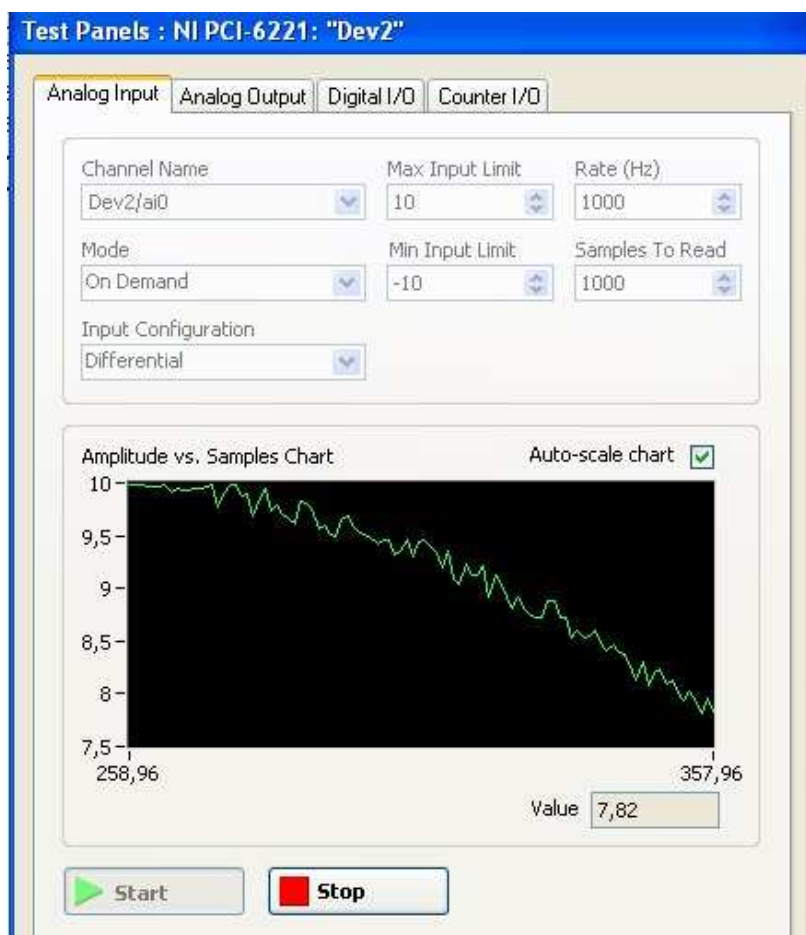 Test Panels : NI PCI-6221: "Dev2"
Analog Input Analog Output Digital I/O Counter I/O
Channel Name Max Input Limit Rate (Hz)
Dev2/ai0 10 1000
Mode Min Input Limit Samples To Read
On Demand -10 1000
Input Configuration
Differential
Amplitude vs. Samples Chart Auto-scale chart
10
9,5
9
8,5
8
7,5
258,96 357,96
Value 7,82
Start Stop